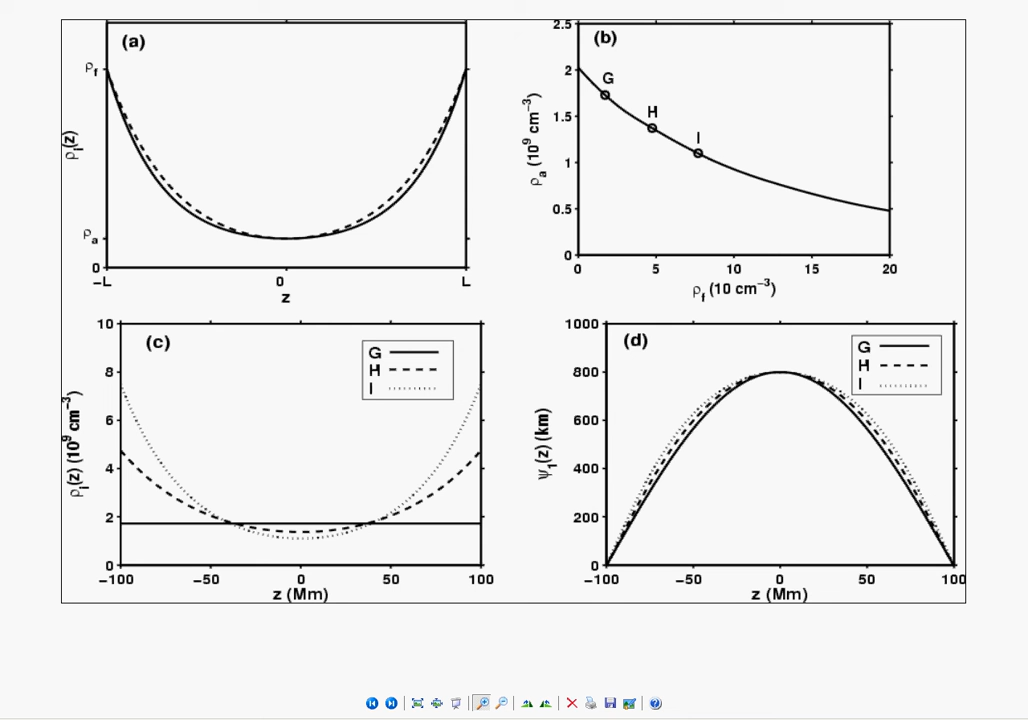 (a)
ρf
ρi(z)
ρa
0
−L 0 L
z
(b)
2.5
2
1.5
1
0.5
0
ρa (10⁹ cm⁻³)
G
H
I
0 5 10 15 20
ρf (10 cm⁻³)
(c)
10
8
6
4
2
0
ρi(z) (10⁹ cm⁻³)
G
H
I
−100 −50 0 50 100
z (Mm)
(d)
1000
800
600
400
200
0
ψ1(z) (km)
G
H
I
−100 −50 0 50 100
z (Mm)